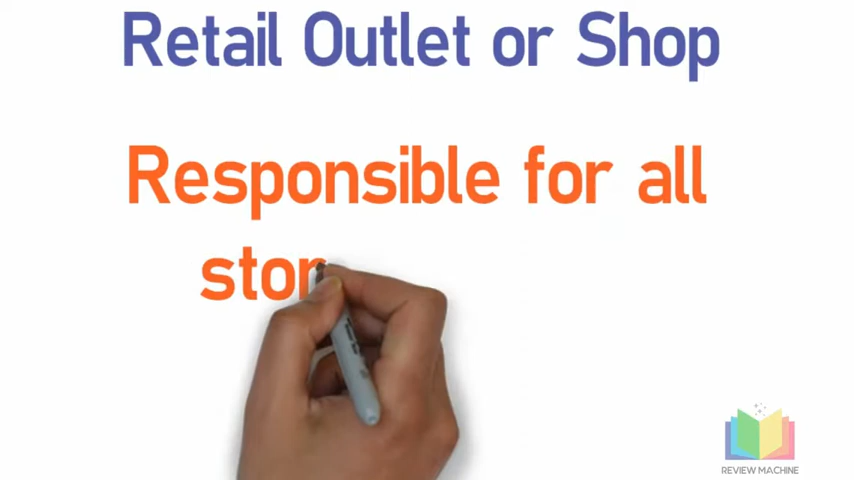 Retail Outlet or Shop
Responsible for all
stor
REVIEW MACHINE